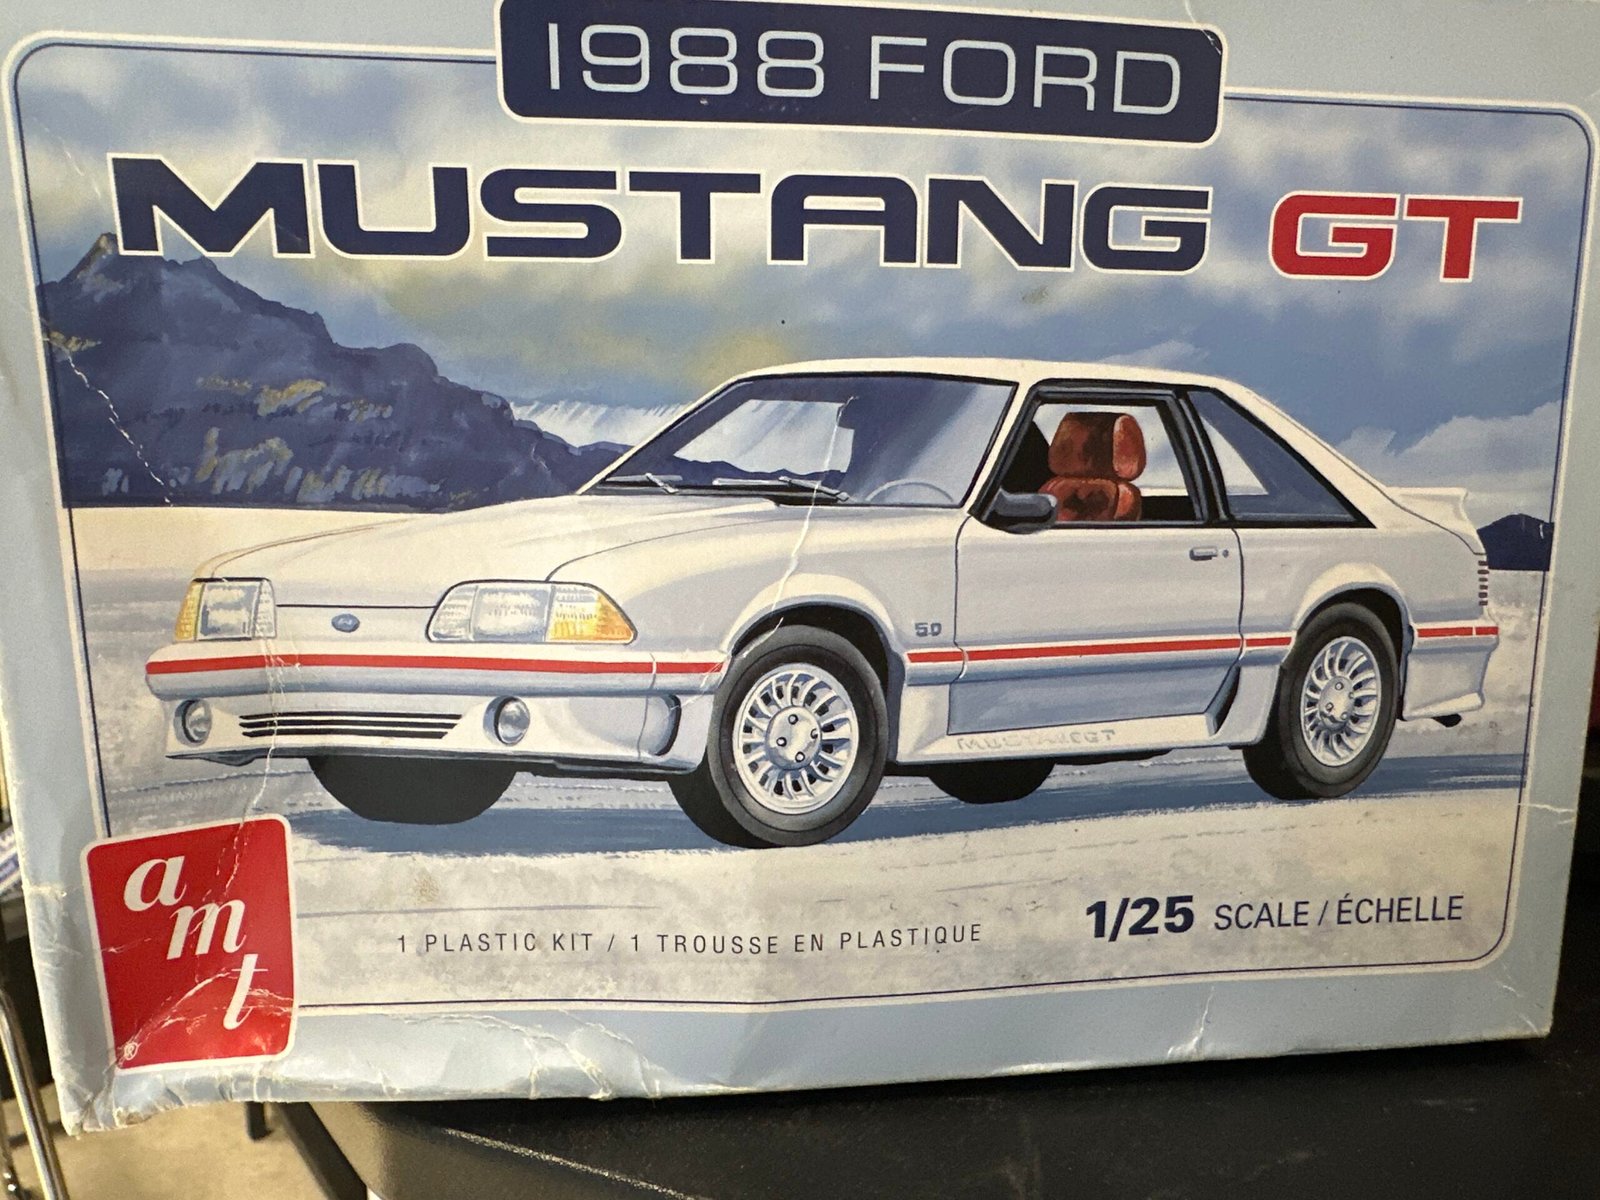 1988 FORD
MUSTANG GT
5.0
MUSTANG GT
amt
®
1 PLASTIC KIT / 1 TROUSSE EN PLASTIQUE
1/25 SCALE / ÉCHELLE